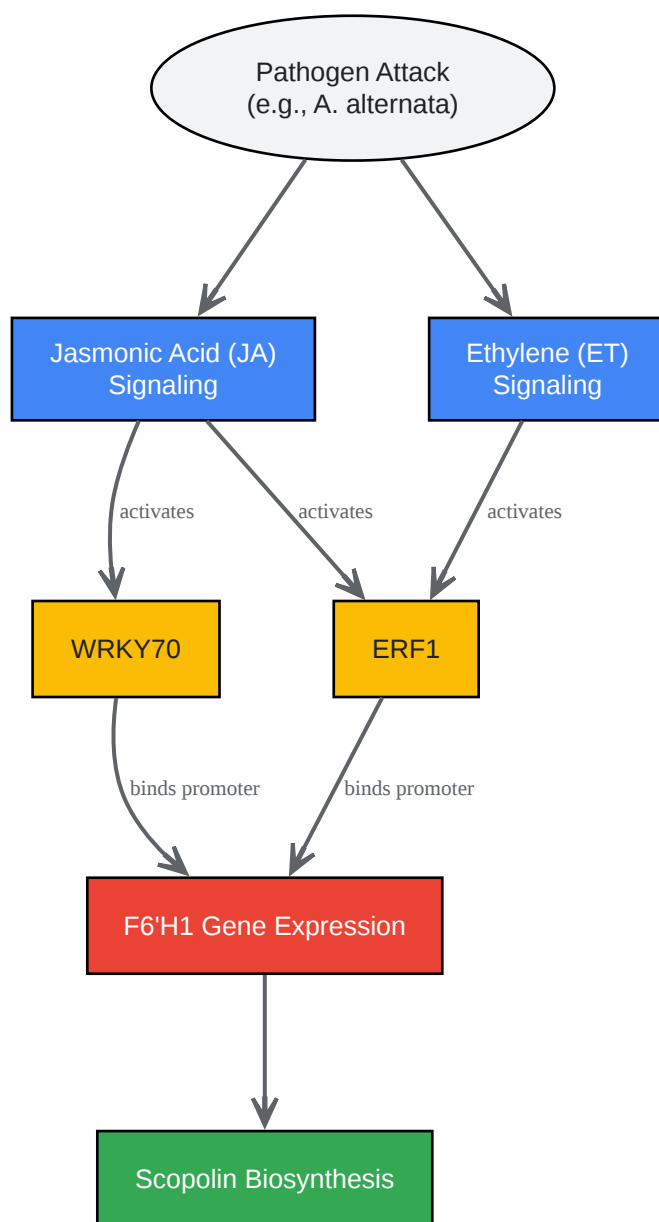 Pathogen Attack
(e.g., A. alternata)
Jasmonic Acid (JA)
Signaling
Ethylene (ET)
Signaling
activates
activates
activates
WRKY70
ERF1
binds promoter
binds promoter
F6'H1 Gene Expression
Scopolin Biosynthesis